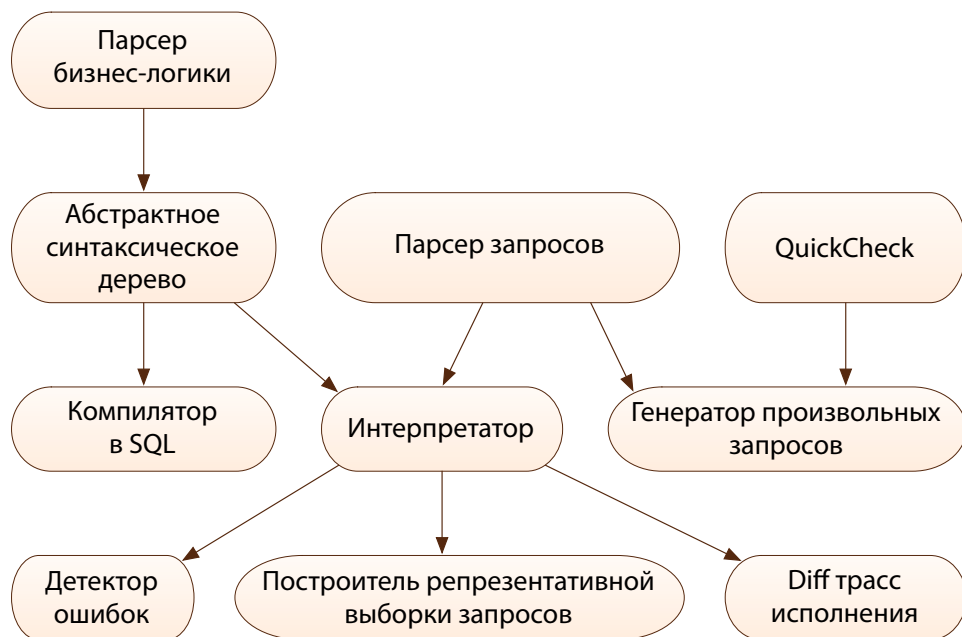 Парсер
бизнес-логики
Абстрактное
синтаксическое
дерево
Парсер запросов
QuickCheck
Компилятор
в SQL
Интерпретатор
Генератор произвольных
запросов
Детектор
ошибок
Построитель репрезентативной
выборки запросов
Diff трасс
исполнения